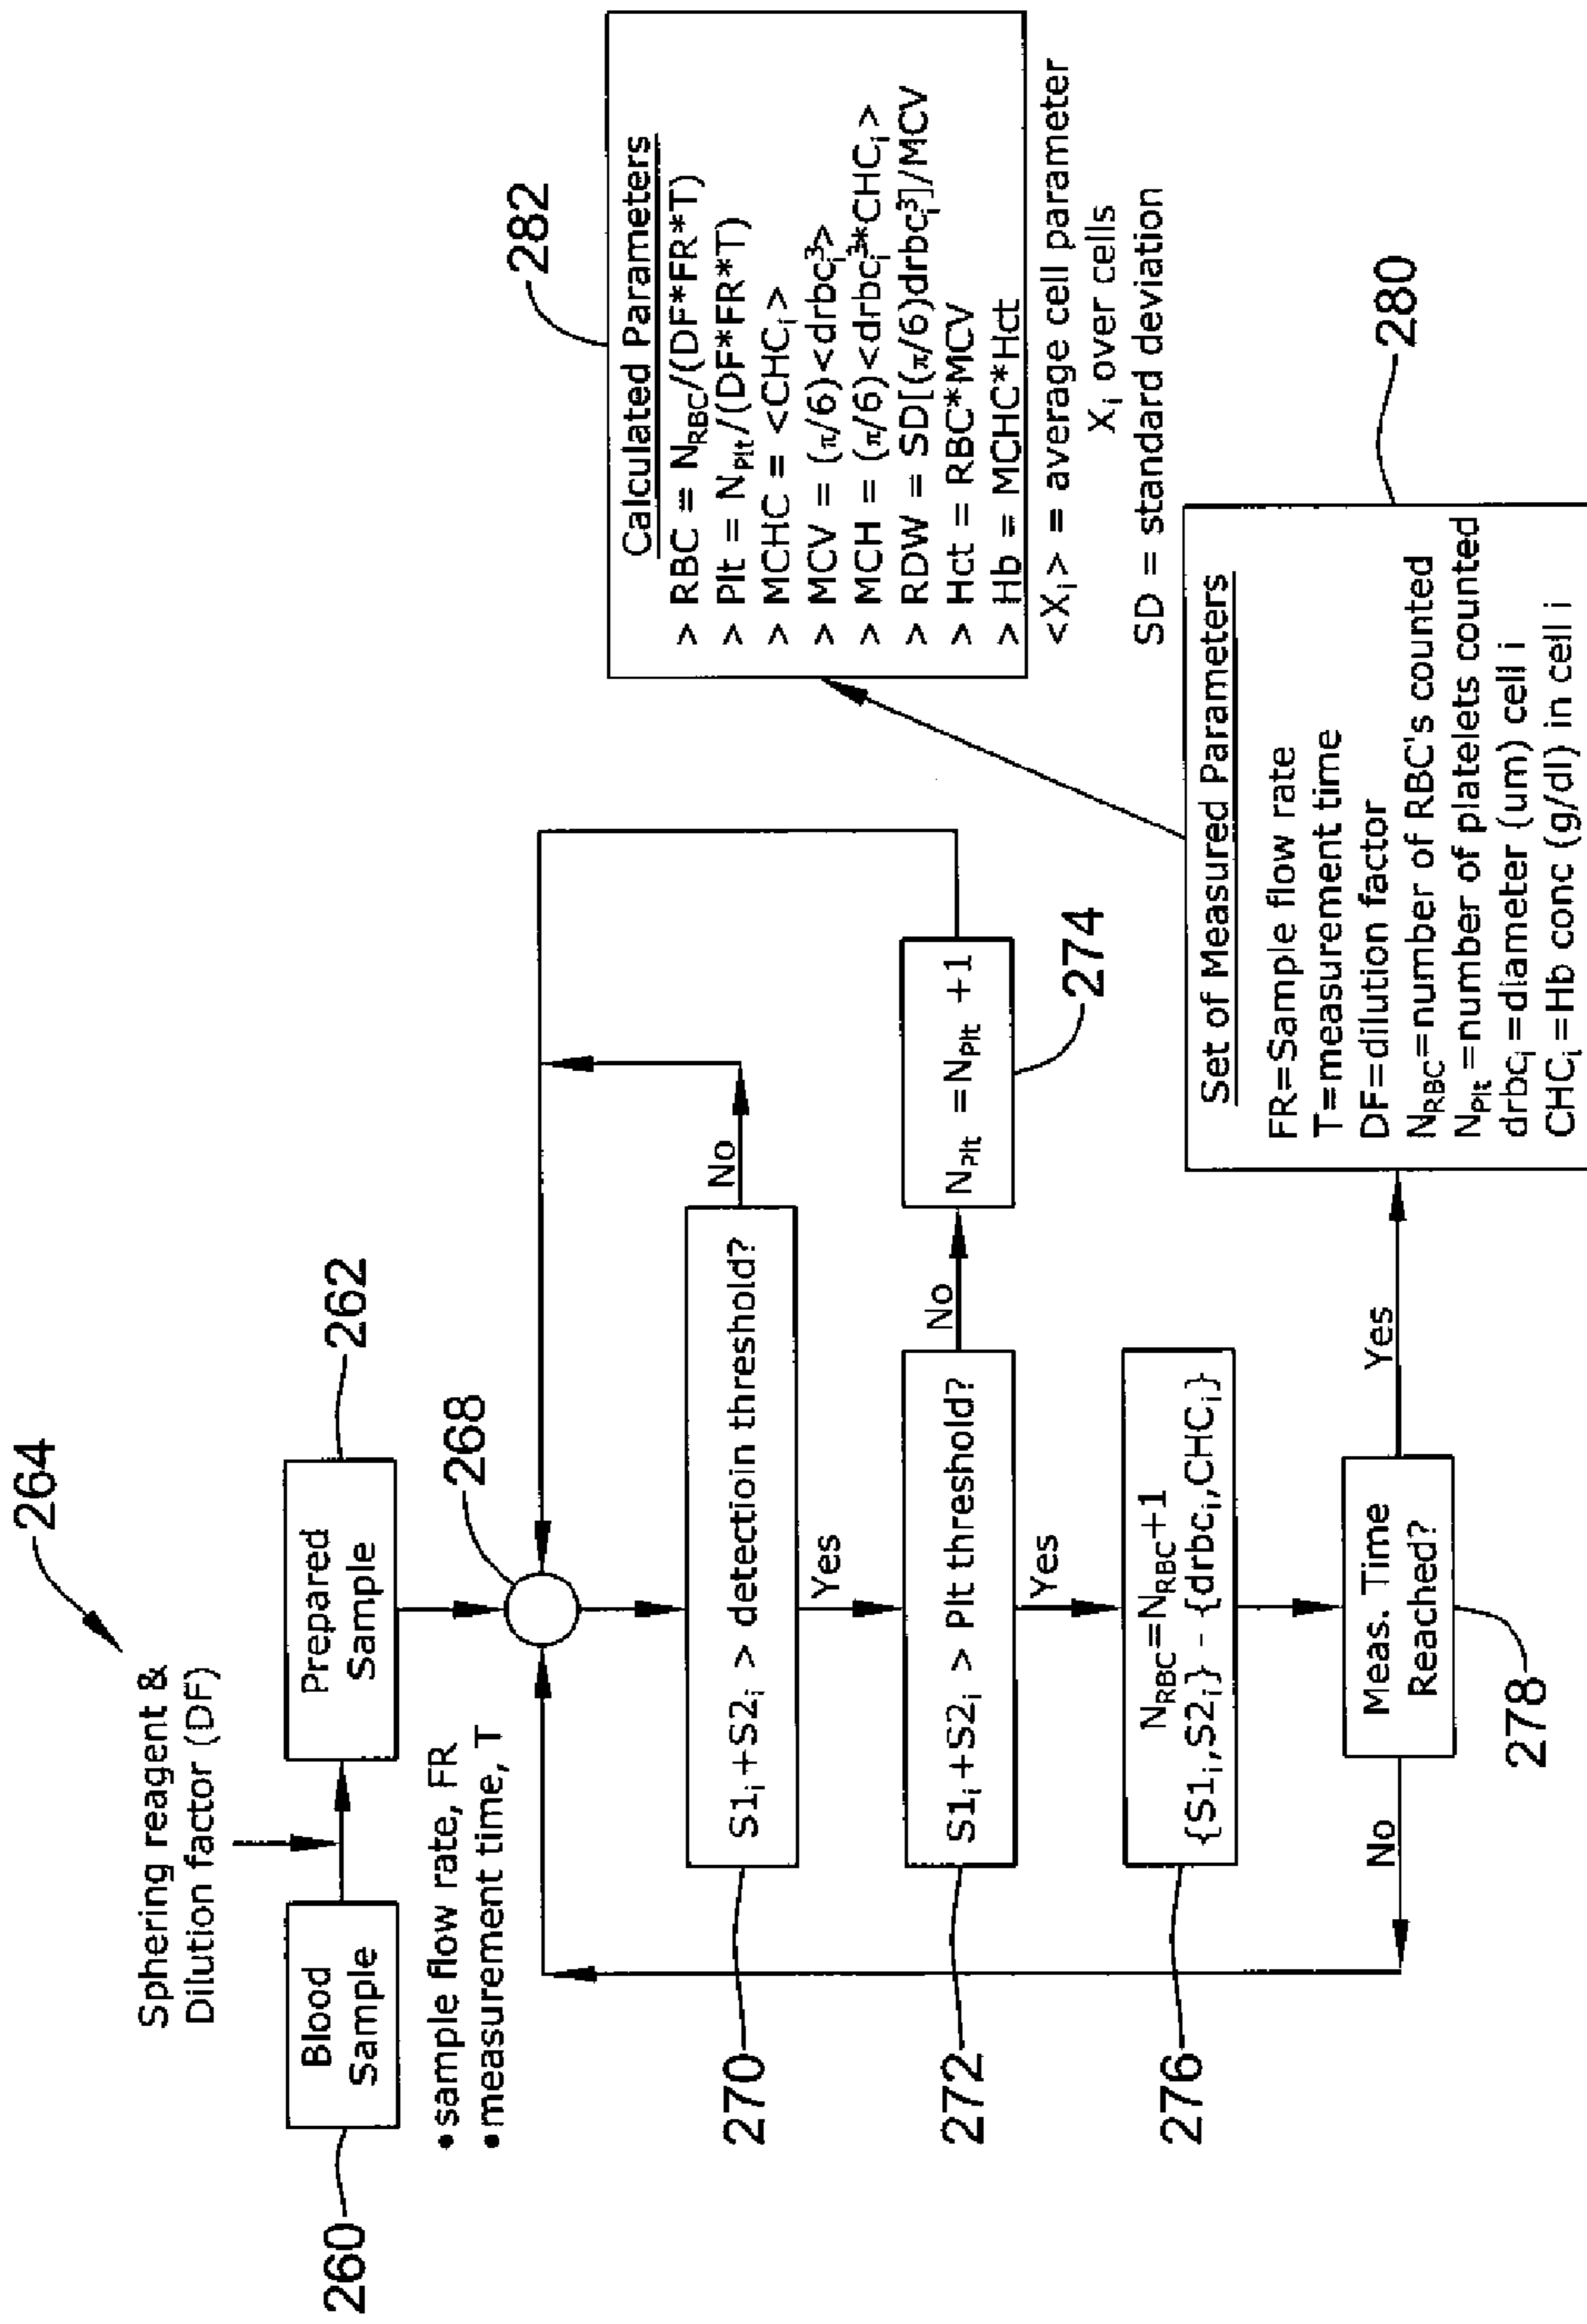 264
Sphering reagent &
Dilution factor (DF)
Blood
Sample
260
Prepared
Sample
262
•sample flow rate, FR
•measurement time, T
268
S1ᵢ+S2ᵢ > detectioin threshold?
270
No
Yes
S1ᵢ+S2ᵢ > Plt threshold?
272
No
N_Plt =N_Plt +1
274
Yes
N_RBC=N_RBC+1
{S1ᵢ,S2ᵢ} - {drbcᵢ,CHCᵢ}
276
Meas. Time
Reached?
278
No
Yes
Set of Measured Parameters
FR=Sample flow rate
T=measurement time
DF=dilution factor
N_RBC=number of RBC's counted
N_Plt=number of platelets counted
drbcᵢ=diameter (um) cell i
CHCᵢ=Hb conc (g/dl) in cell i
280
282
Calculated Parameters
> RBC = N_RBC/(DF*FR*T)
> Plt = N_Plt/(DF*FR*T)
> MCHC = <CHCᵢ>
> MCV = (π/6)<drbcᵢ³>
> MCH = (π/6)<drbcᵢ³*CHCᵢ>
> RDW = SD[(π/6)drbcᵢ³]/MCV
> Hct = RBC*MCV
> Hb = MCHC*Hct
<Xᵢ> = average cell parameter
Xᵢ over cells
SD = standard deviation